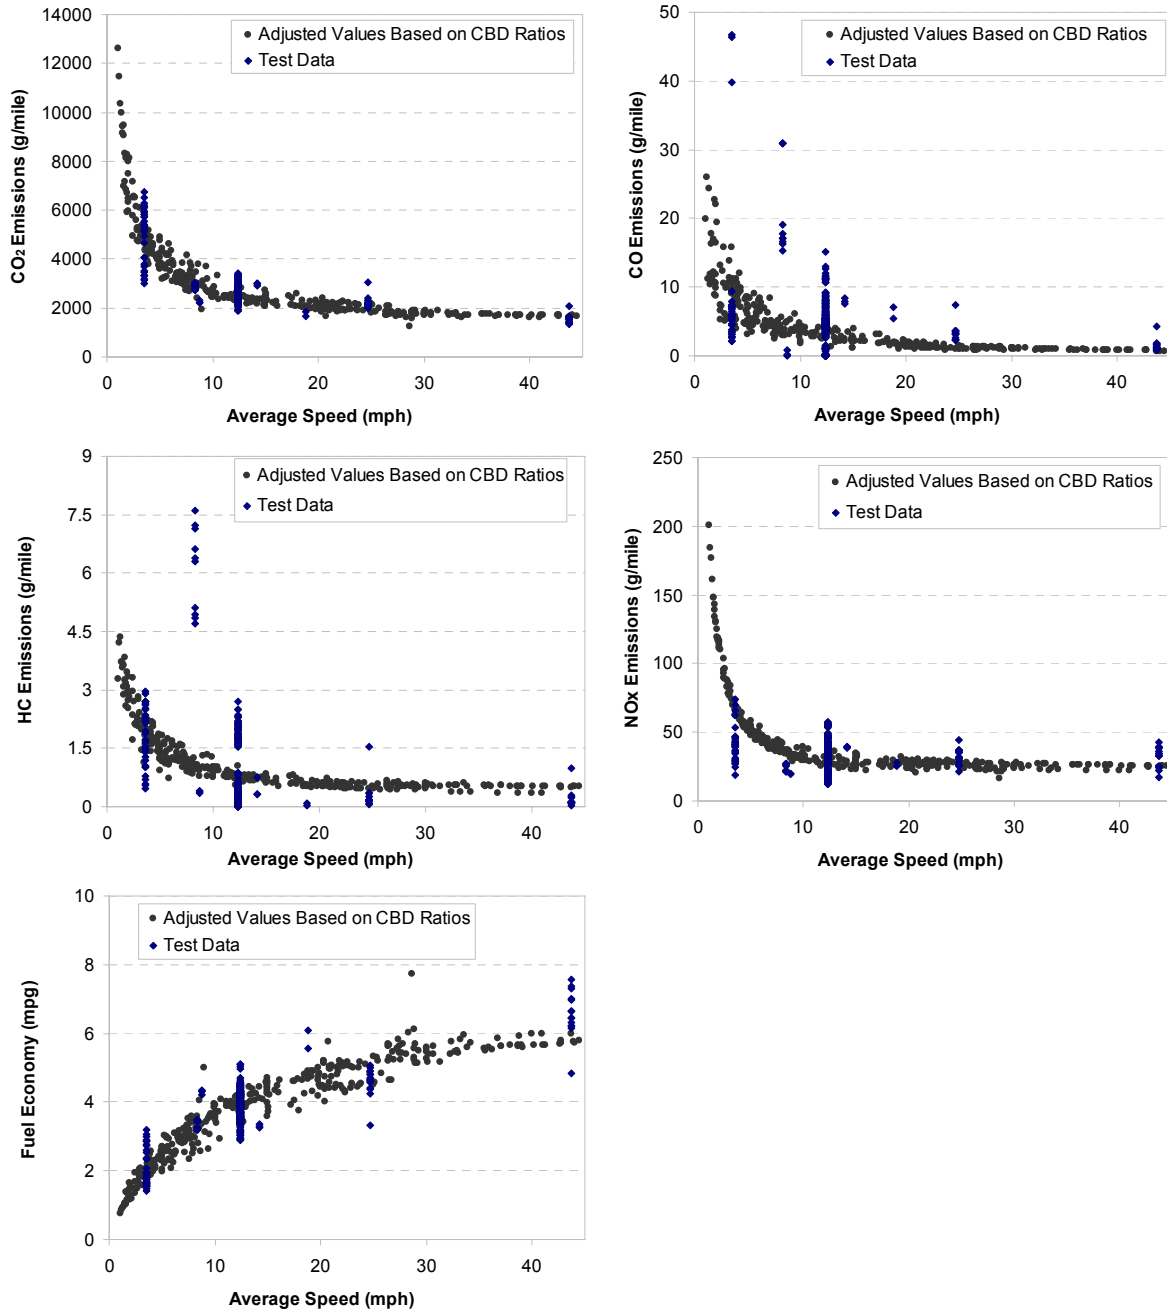 14000
12000
10000
8000
6000
4000
2000
0
CO₂ Emissions (g/mile)
Adjusted Values Based on CBD Ratios
Test Data
0 10 20 30 40
Average Speed (mph)
50
40
30
20
10
0
CO Emissions (g/mile)
Adjusted Values Based on CBD Ratios
Test Data
0 10 20 30 40
Average Speed (mph)
9
7.5
6
4.5
3
1.5
0
HC Emissions (g/mile)
Adjusted Values Based on CBD Ratios
Test Data
0 10 20 30 40
Average Speed (mph)
250
200
150
100
50
0
NOx Emissions (g/mile)
Adjusted Values Based on CBD Ratios
Test Data
0 10 20 30 40
Average Speed (mph)
10
8
6
4
2
0
Fuel Economy (mpg)
Adjusted Values Based on CBD Ratios
Test Data
0 10 20 30 40
Average Speed (mph)